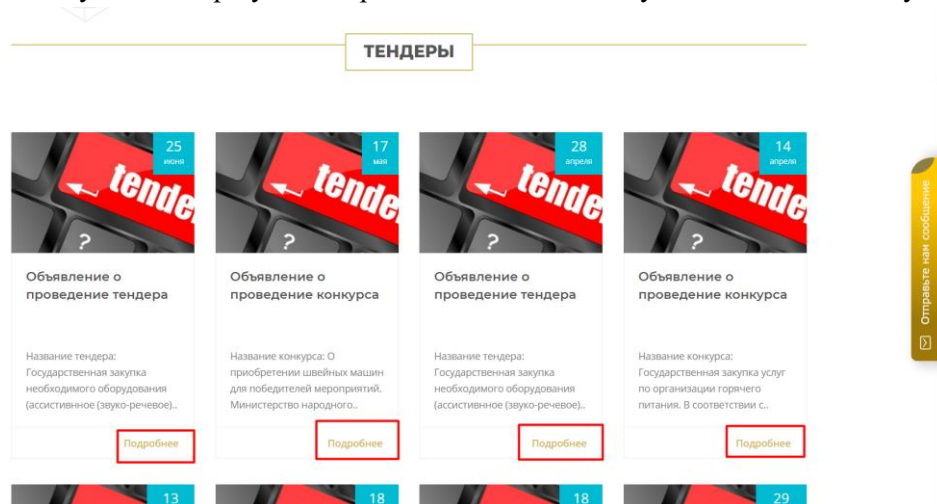 ТЕНДЕРЫ
25
июня
tende
?
17
мая
tende
?
28
апреля
tende
?
14
апреля
tende
?
Объявление о
проведение тендера
Объявление о
проведение конкурса
Объявление о
проведение тендера
Объявление о
проведение конкурса
Название тендера:
Государственная закупка
необходимого оборудования
(ассистивнное (звуко-речевое)..
Название конкурса: О
приобретении швейных машин
для победителей мероприятий.
Министерство народного..
Название тендера:
Государственная закупка
необходимого оборудования
(ассистивнное (звуко-речевое)..
Название конкурса:
Государственная закупка услуг
по организации горячего
питания. В соответствии с..
Подробнее
Подробнее
Подробнее
Подробнее
13
18
18
29
Отправьте нам сообщение